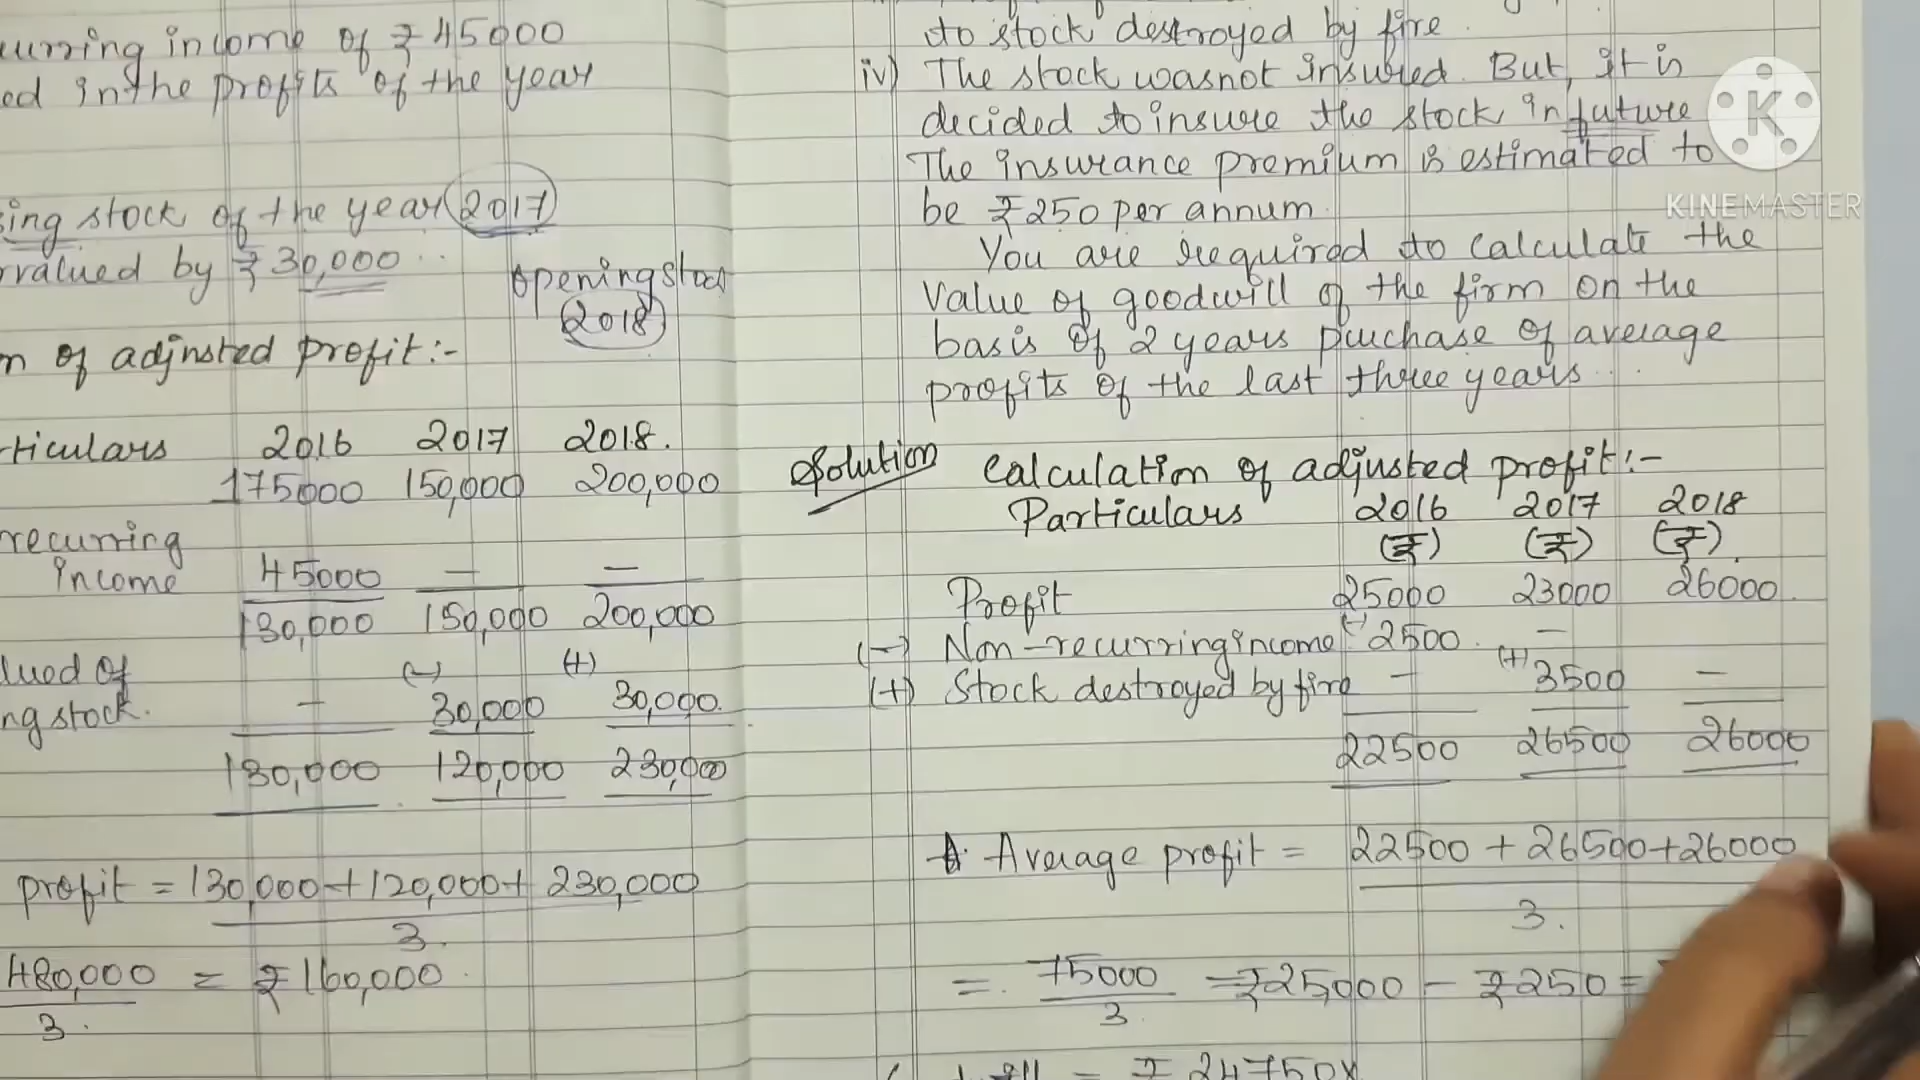 urring income of ₹45000
ed in the profits of the year
ing stock of the year 2017
rvalued by ₹30,000
opening stock
2018
n of adjusted profit:-
rticulars 2016 2017 2018.
175000 150,000 200,000
recurring
income 45000 — —
130,000 150,000 200,000
lued of (-) (+)
ng stock. - 30,000 30,000.
130,000 120,000 230,000
profit = 130,000+120,000+ 230,000
3.
480,000 = ₹160,000
3.
to stock destroyed by fire.
iv) The stock was not insured. But, it is
decided to insure the stock in future
The insurance premium is estimated to
be ₹250 per annum.
You are required to calculate the
value of goodwill of the firm on the
basis of 2 years purchase of average
profits of the last three years.
Solution Calculation of adjusted profit:-
Particulars 2016 2017 2018
(₹) (₹) (₹)
Profit 25000 23000 26000.
(-) Non-recurring income (-)2500. —
(+) Stock destroyed by fire - (+)3500 —
22500 26500 26000
Average profit = 22500 + 26500+26000
3.
= 75000 = ₹25,000 - ₹250 =
3
= ₹ 24750x
K
KINEMASTER